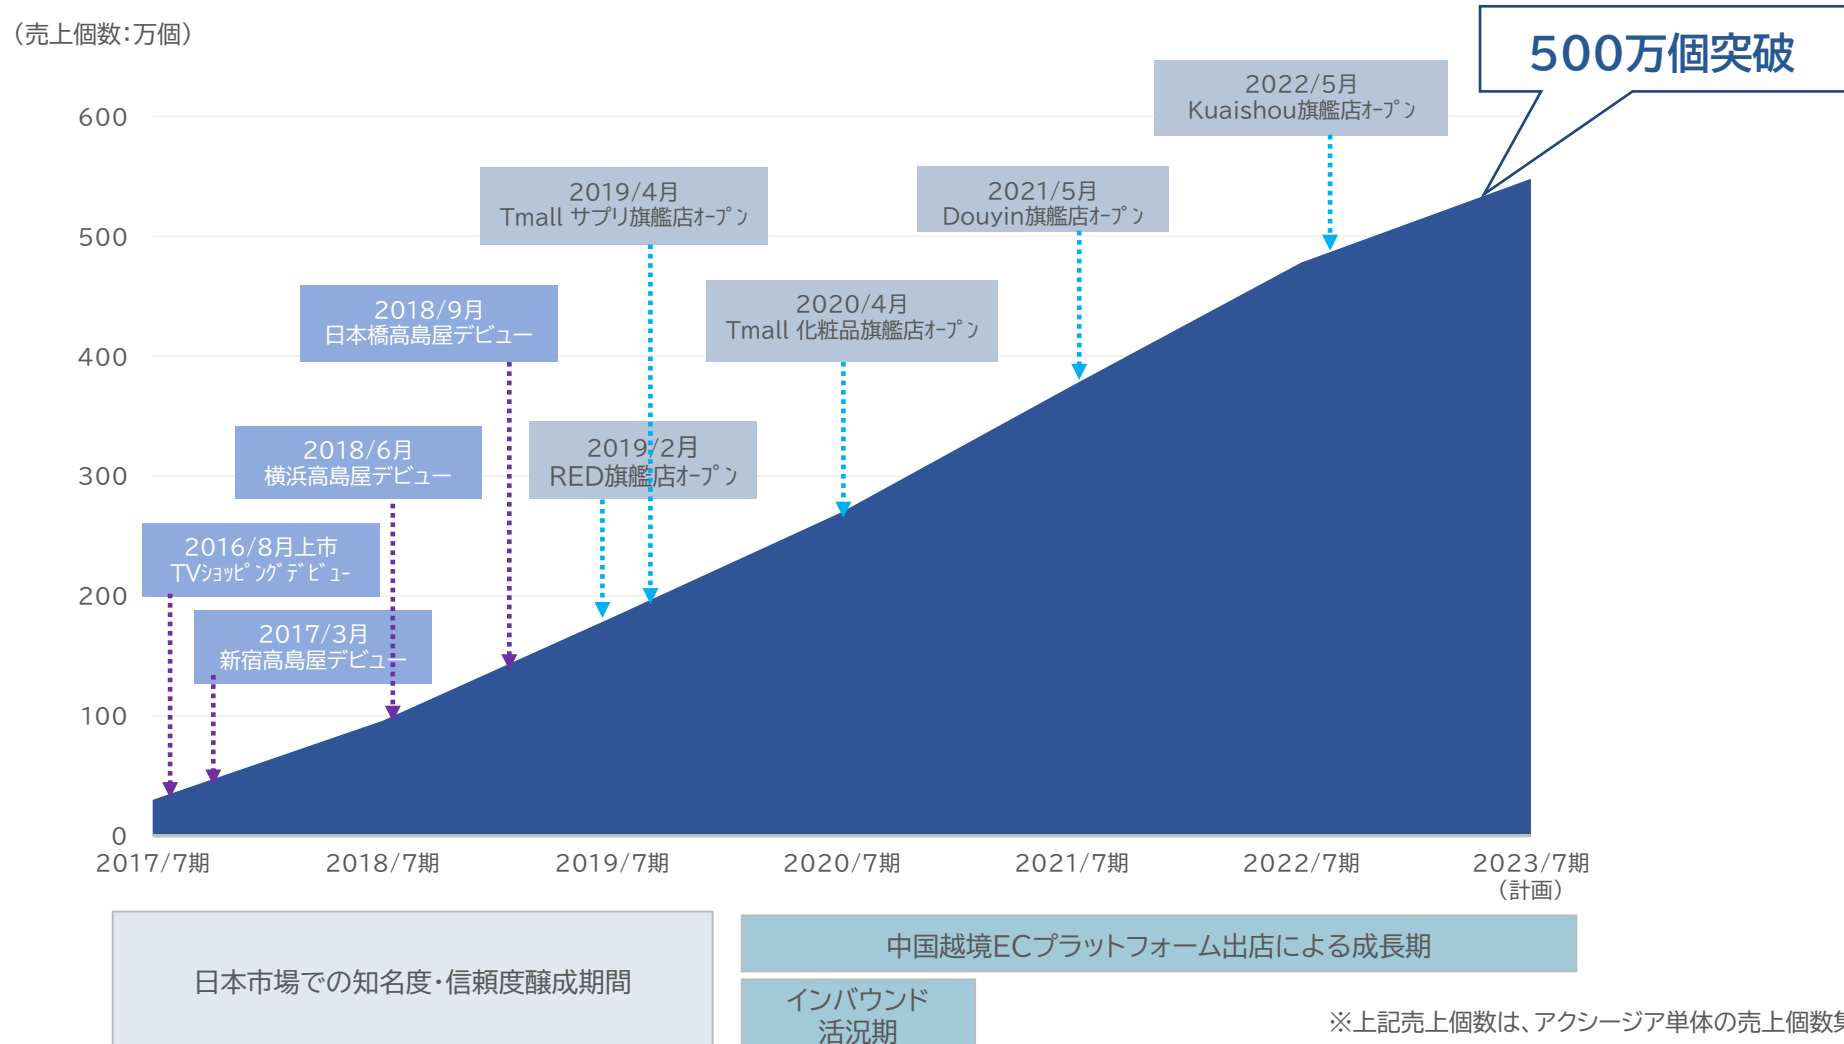 （売上個数：万個）
500万個突破
2022/5月
Kuaishou旗艦店ｵｰﾌﾟﾝ
600
2019/4月
Tmall サプリ旗艦店ｵｰﾌﾟﾝ
2021/5月
Douyin旗艦店ｵｰﾌﾟﾝ
500
2018/9月
日本橋高島屋デビュー
2020/4月
Tmall 化粧品旗艦店ｵｰﾌﾟﾝ
400
2018/6月
横浜高島屋デビュー
2019/2月
RED旗艦店ｵｰﾌﾟﾝ
300
2016/8月上市
TVｼｮｯﾋﾟﾝｸﾞﾃﾞﾋﾞｭｰ
200
2017/3月
新宿高島屋デビュー
100
0
2017/7期 2018/7期 2019/7期 2020/7期 2021/7期 2022/7期 2023/7期
（計画）
日本市場での知名度・信頼度醸成期間
中国越境ECプラットフォーム出店による成長期
インバウンド
活況期
※上記売上個数は、アクシージア単体の売上個数